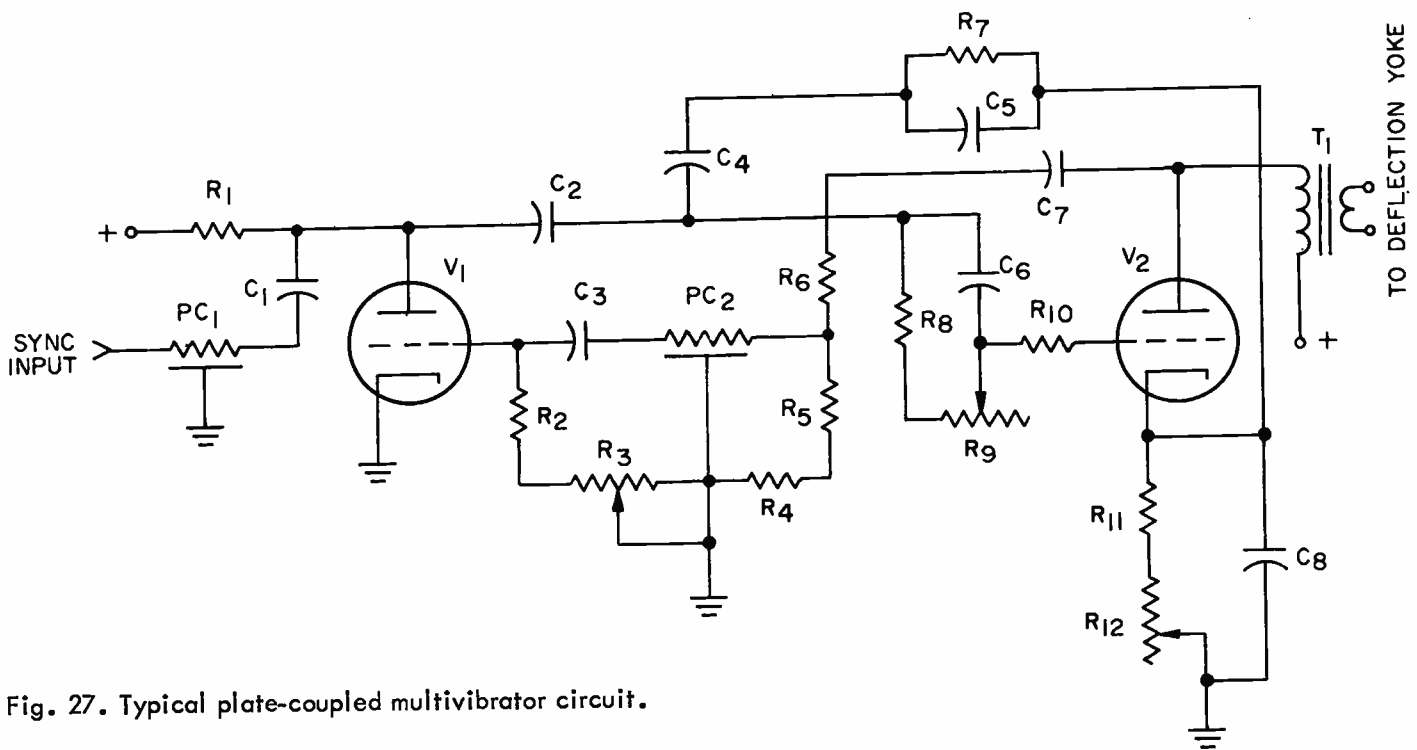 R7
C5
TO DEFLECTION YOKE
T1
C4
R1
C2
C7
+
V1
C1
PC1
C3
PC2
R6
C6
V2
R8
R10
SYNC
INPUT
+
R2
R5
R9
R3
R4
R11
C8
R12
Fig. 27. Typical plate-coupled multivibrator circuit.